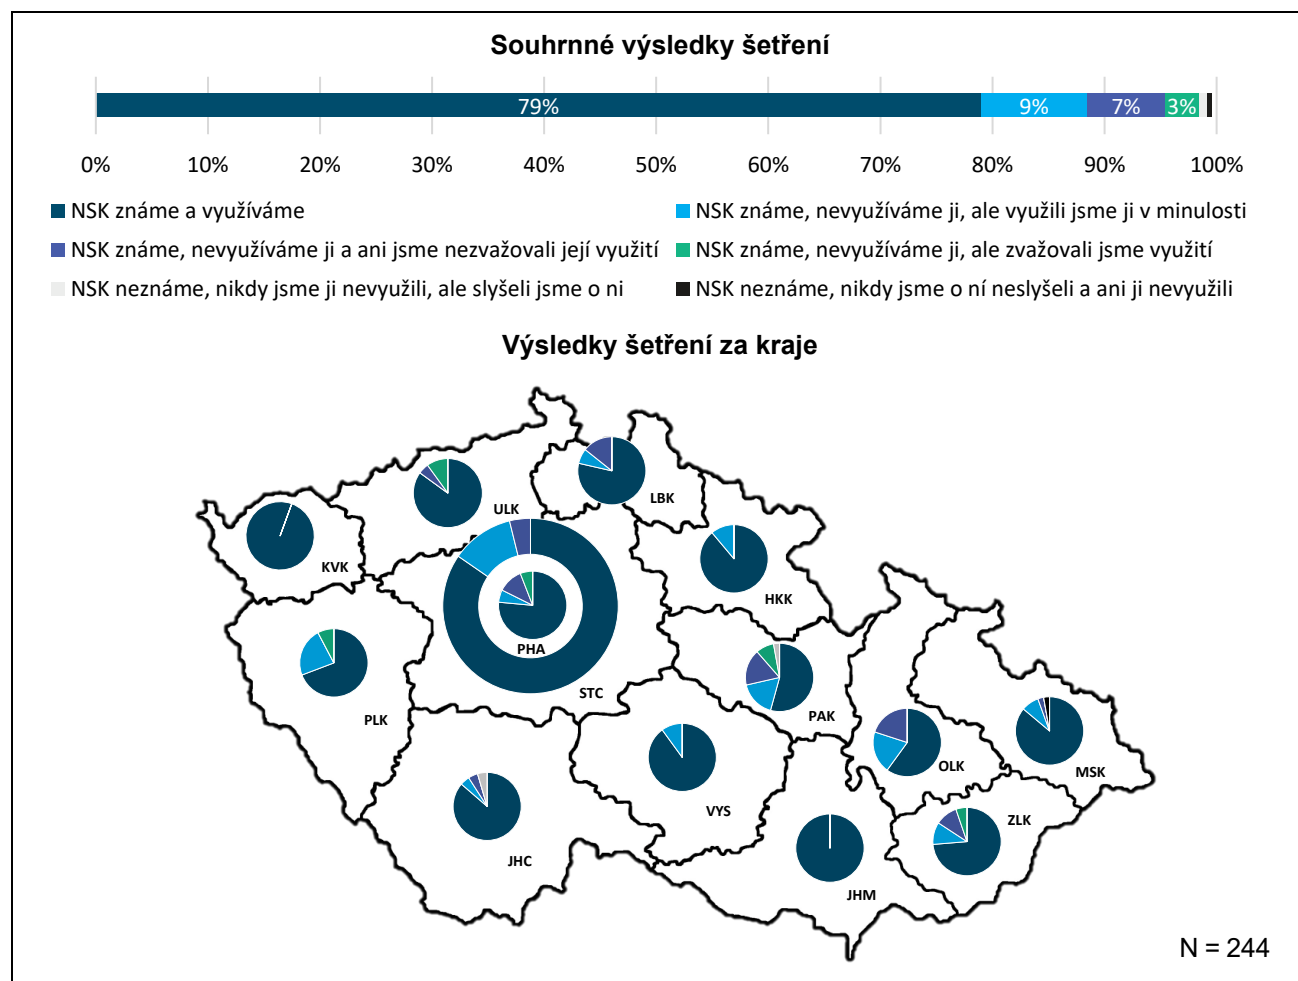 Souhrnné výsledky šetření
79% 9% 7% 3%
0% 10% 20% 30% 40% 50% 60% 70% 80% 90% 100%
NSK známe a využíváme
NSK známe, nevyužíváme ji, ale využili jsme ji v minulosti
NSK známe, nevyužíváme ji a ani jsme nezvažovali její využití
NSK známe, nevyužíváme ji, ale zvažovali jsme využití
NSK neznáme, nikdy jsme ji nevyužili, ale slyšeli jsme o ni
NSK neznáme, nikdy jsme o ní neslyšeli a ani ji nevyužili
Výsledky šetření za kraje
LBK
ULK
KVK
HKK
PHA
STC
PLK
PAK
OLK
MSK
VYS
ZLK
JHC
JHM
N = 244